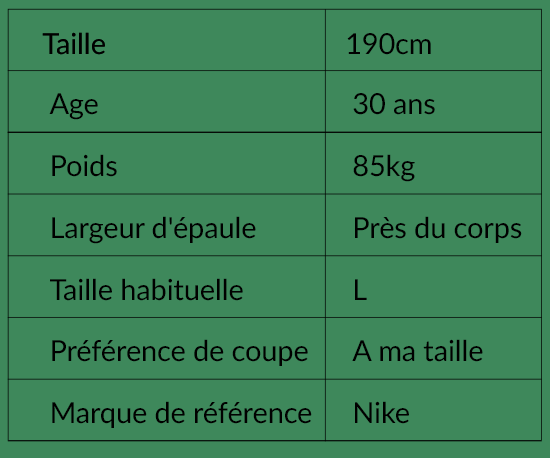 Taille 190cm
Age 30 ans
Poids 85kg
Largeur d'épaule Près du corps
Taille habituelle L
Préférence de coupe A ma taille
Marque de référence Nike